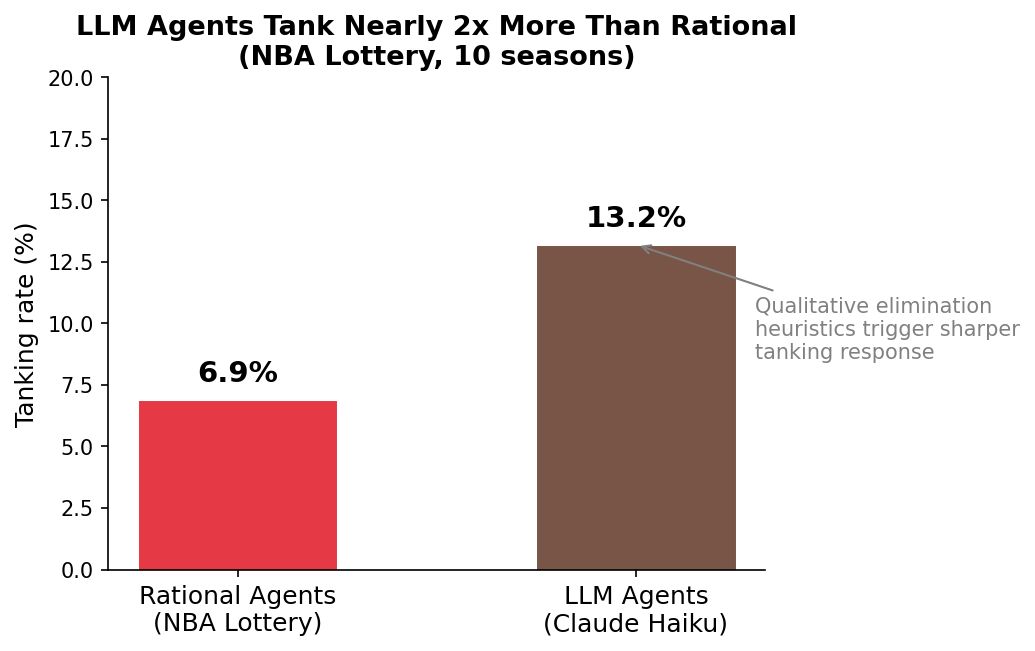 LLM Agents Tank Nearly 2x More Than Rational
(NBA Lottery, 10 seasons)
20.0
17.5
15.0
12.5
10.0
7.5
5.0
2.5
0.0
Tanking rate (%)
6.9%
13.2%
Qualitative elimination
heuristics trigger sharper
tanking response
Rational Agents
(NBA Lottery)
LLM Agents
(Claude Haiku)